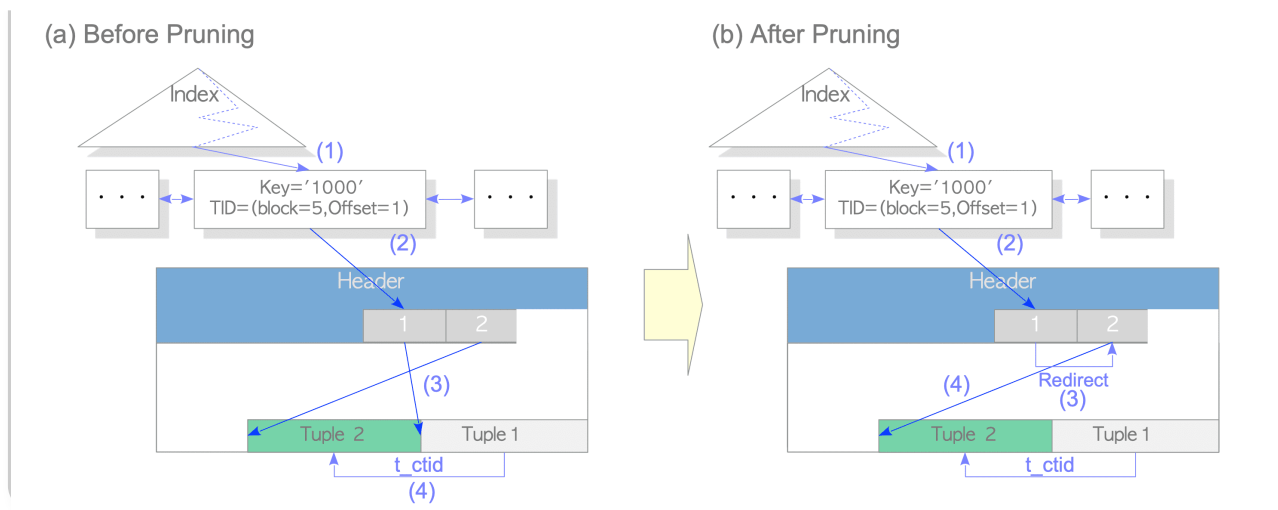 (a) Before Pruning
Index
(1)
. . .
Key='1000'
TID=(block=5,Offset=1)
. . .
(2)
Header
1
2
(3)
Tuple 2
Tuple 1
t_ctid
(4)
(b) After Pruning
Index
(1)
. . .
Key='1000'
TID=(block=5,Offset=1)
. . .
(2)
Header
1
2
(4)
Redirect
(3)
Tuple 2
Tuple 1
t_ctid